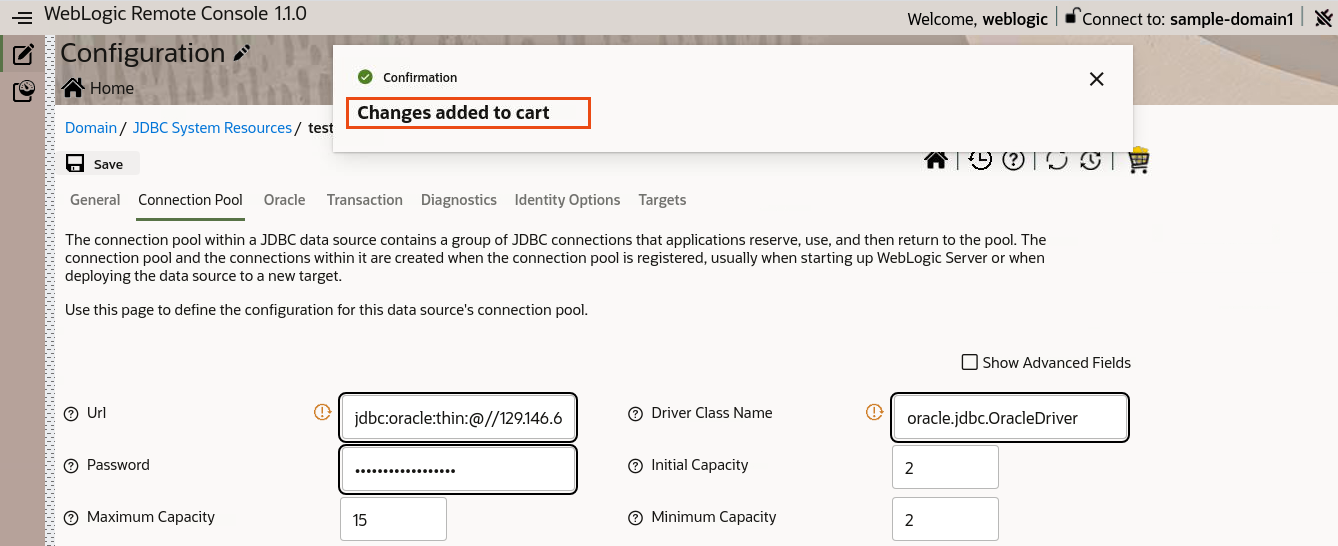 WebLogic Remote Console 1.1.0
Welcome, weblogic
Connect to: sample-domain1
Configuration
Home
Confirmation
Changes added to cart
Domain / JDBC System Resources / test
Save
General Connection Pool Oracle Transaction Diagnostics Identity Options Targets
The connection pool within a JDBC data source contains a group of JDBC connections that applications reserve, use, and then return to the pool. The
connection pool and the connections within it are created when the connection pool is registered, usually when starting up WebLogic Server or when
deploying the data source to a new target.
Use this page to define the configuration for this data source's connection pool.
Show Advanced Fields
Url jdbc:oracle:thin:@//129.146.6 Driver Class Name oracle.jdbc.OracleDriver
Password •••••••••••••••••• Initial Capacity 2
Maximum Capacity 15 Minimum Capacity 2